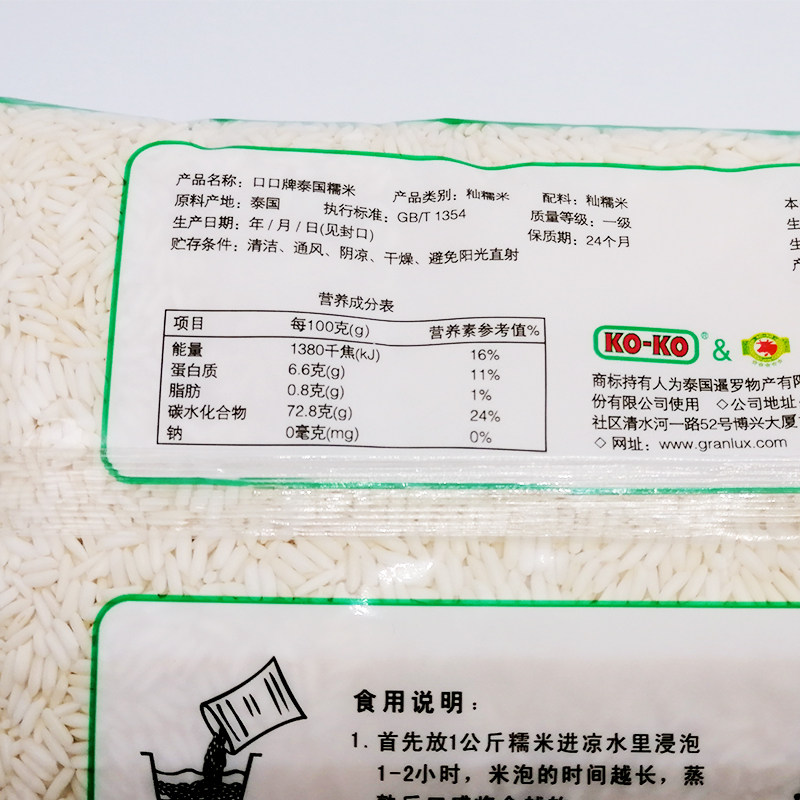 产品名称：口口牌泰国糯米 产品类别：籼糯米 配料：籼糯米
原料产地：泰国 执行标准：GB/T 1354 质量等级：一级
生产日期：年 / 月 / 日(见封口) 保质期：24个月
贮存条件：清洁、通风、阴凉、干燥、避免阳光直射
本
生
生
营养成分表
项目 每100克(g) 营养素参考值%
能量 1380千焦(kJ) 16%
蛋白质 6.6克(g) 11%
脂肪 0.8克(g) 1%
碳水化合物 72.8克(g) 24%
钠 0毫克(mg) 0%
KO-KO® &
商标持有人为泰国暹罗物产有限
份有限公司使用 ◇公司地址
社区清水河一路52号博兴大厦
◇ 网址：www.granlux.com
食用说明：
1. 首先放1公斤糯米进凉水里浸泡
1-2小时，米泡的时间越长，蒸